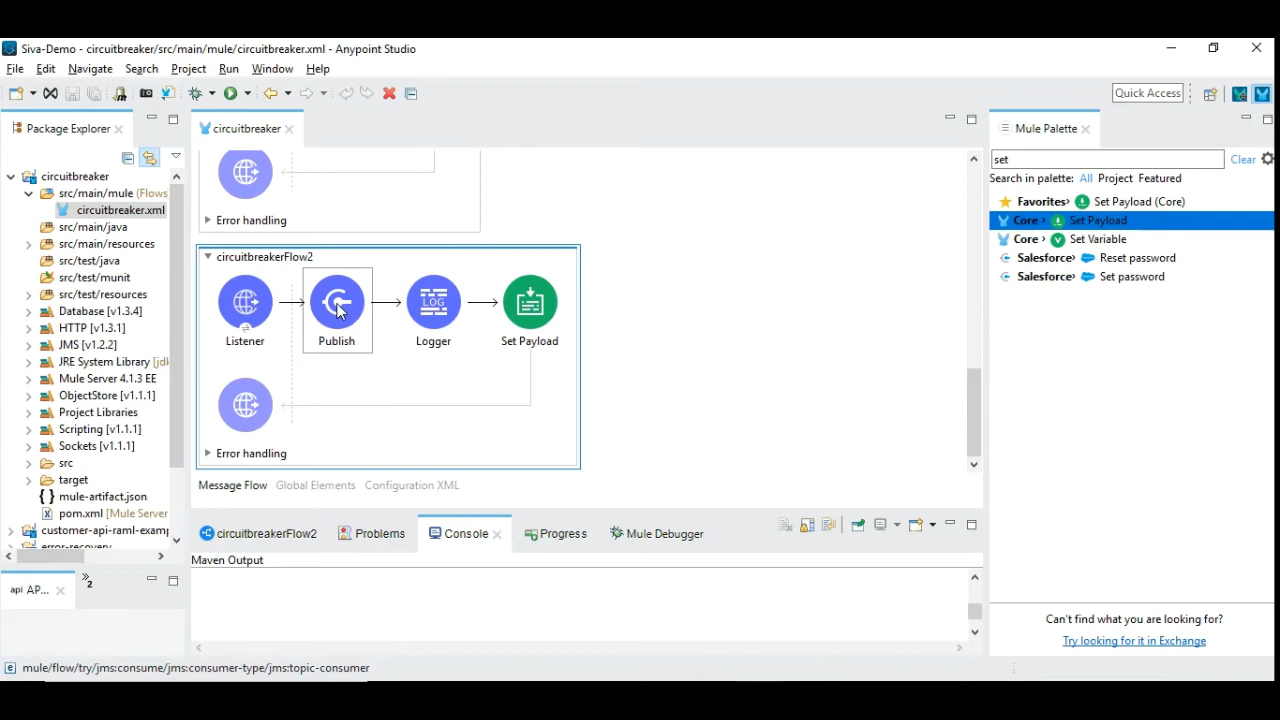 Siva-Demo - circuitbreaker/src/main/mule/circuitbreaker.xml - Anypoint Studio
File Edit Navigate Search Project Run Window Help
Quick Access
Package Explorer
circuitbreaker
src/main/mule (Flows)
circuitbreaker.xml
src/main/java
src/main/resources
src/test/java
src/test/munit
src/test/resources
Database [v1.3.4]
HTTP [v1.3.1]
JMS [v1.2.2]
JRE System Library [jdk
Mule Server 4.1.3 EE
ObjectStore [v1.1.1]
Project Libraries
Scripting [v1.1.1]
Sockets [v1.1.1]
src
target
mule-artifact.json
pom.xml [Mule Server
customer-api-raml-examp
error-recovery
api AP...
2
circuitbreaker
Error handling
circuitbreakerFlow2
Listener
Publish
LOG
Logger
Set Payload
Error handling
Message Flow Global Elements Configuration XML
circuitbreakerFlow2 Problems Console Progress Mule Debugger
Maven Output
Mule Palette
set
Clear
Search in palette: All Project Featured
Favorites> Set Payload (Core)
Core > Set Payload
Core > Set Variable
Salesforce> Reset password
Salesforce> Set password
Can't find what you are looking for?
Try looking for it in Exchange
mule/flow/try/jms:consume/jms:consumer-type/jms:topic-consumer